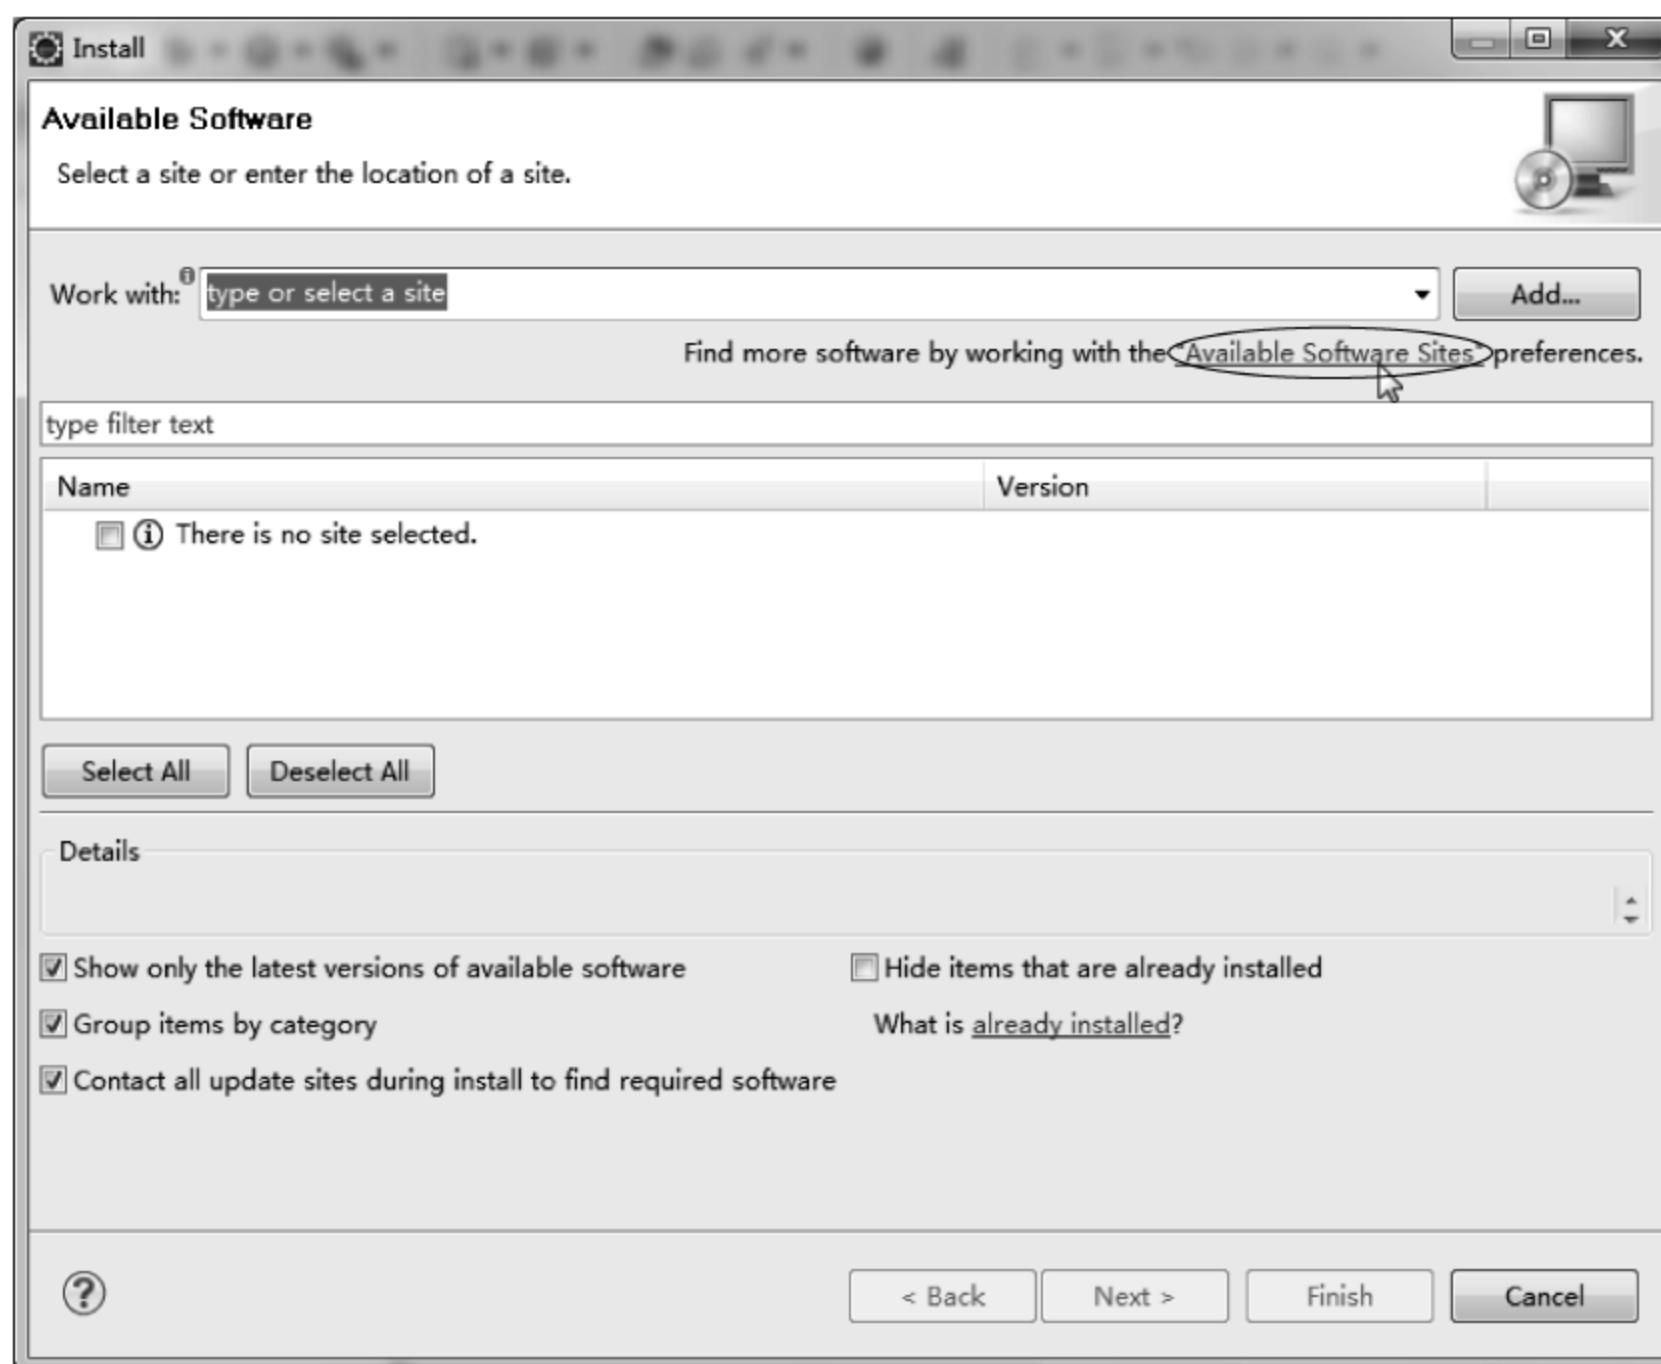 Install
Available Software
Select a site or enter the location of a site.
Work with: type or select a site Add...
Find more software by working with the "Available Software Sites" preferences.
type filter text
Name Version
There is no site selected.
Select All Deselect All
Details
Show only the latest versions of available software Hide items that are already installed
Group items by category What is already installed?
Contact all update sites during install to find required software
? < Back Next > Finish Cancel